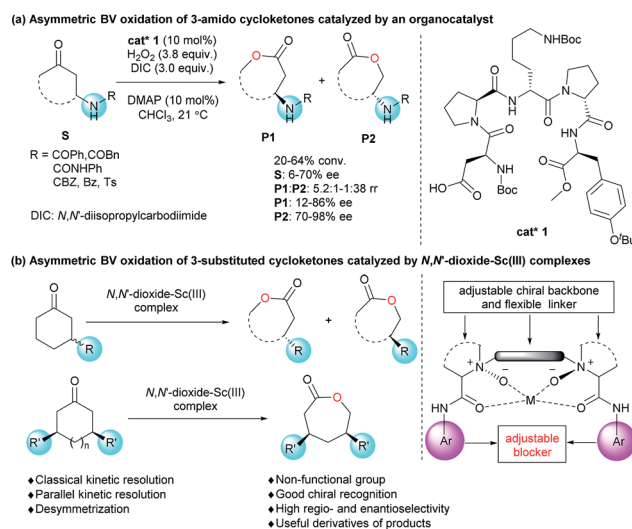 (a) Asymmetric BV oxidation of 3-amido cycloketones catalyzed by an organocatalyst
O
N
H
R
S
R = COPh,COBn
CONHPh
CBZ, Bz, Ts
DIC: N,N'-diisopropylcarbodiimide
cat* 1 (10 mol%)
H2O2 (3.8 equiv.)
DIC (3.0 equiv.)
DMAP (10 mol%)
CHCl3, 21 °C
O
O
N
H
R
P1
+
O
O
N
H
R
P2
20-64% conv.
S: 6-70% ee
P1:P2: 5.2:1-1:38 rr
P1: 12-86% ee
P2: 70-98% ee
NHBoc
O
N
H
O
N
N
O
O
NH
O
HO
NHBoc
O
O
O
OtBu
cat* 1
(b) Asymmetric BV oxidation of 3-substituted cycloketones catalyzed by N,N'-dioxide-Sc(III) complexes
O
R
N,N'-dioxide-Sc(III)
complex
O
O
R
+
O
O
R
O
R'
( )n
R'
N,N'-dioxide-Sc(III)
complex
O
O
R'
R'
♦Classical kinetic resolution
♦Parallel kinetic resolution
♦Desymmetrization
♦Non-functional group
♦Good chiral recognition
♦High regio- and enantioselectivity
♦Useful derivatives of products
adjustable chiral backbone
and flexible linker
N
+
N
+
−
−
O
O
M
O
O
NH
HN
Ar
Ar
adjustable
blocker